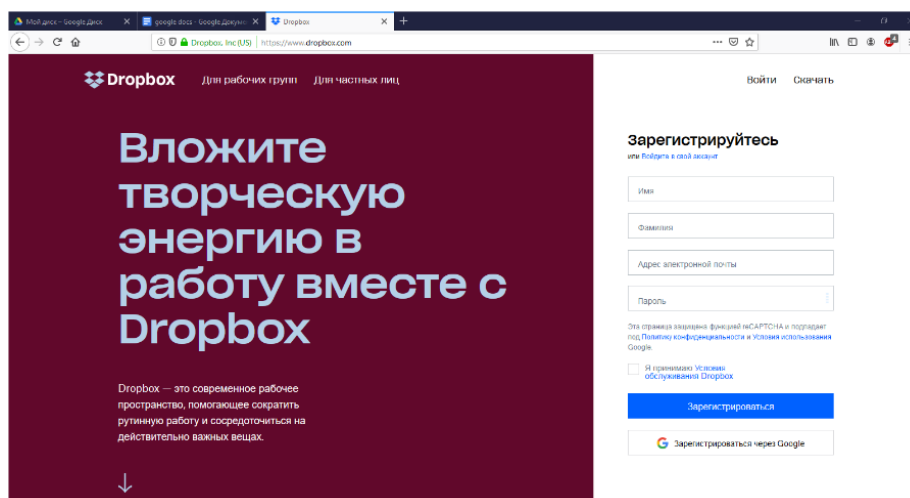 Мой диск – Google Диск
google docs - Google Докум
Dropbox
Dropbox, Inc (US)
https://www.dropbox.com
Dropbox
Для рабочих групп
Для частных лиц
Войти
Скачать
Вложите
творческую
энергию в
работу вместе с
Dropbox
Dropbox — это современное рабочее
пространство, помогающее сократить
рутинную работу и сосредоточиться на
действительно важных вещах.
Зарегистрируйтесь
или Войдите в свой аккаунт
Имя
Фамилия
Адрес электронной почты
Пароль
Эта страница защищена функцией reCAPTCHA и подпадает
под Политику конфиденциальности и Условия использования
Google.
Я принимаю Условия
обслуживания Dropbox
Зарегистрироваться
Зарегистрироваться через Google